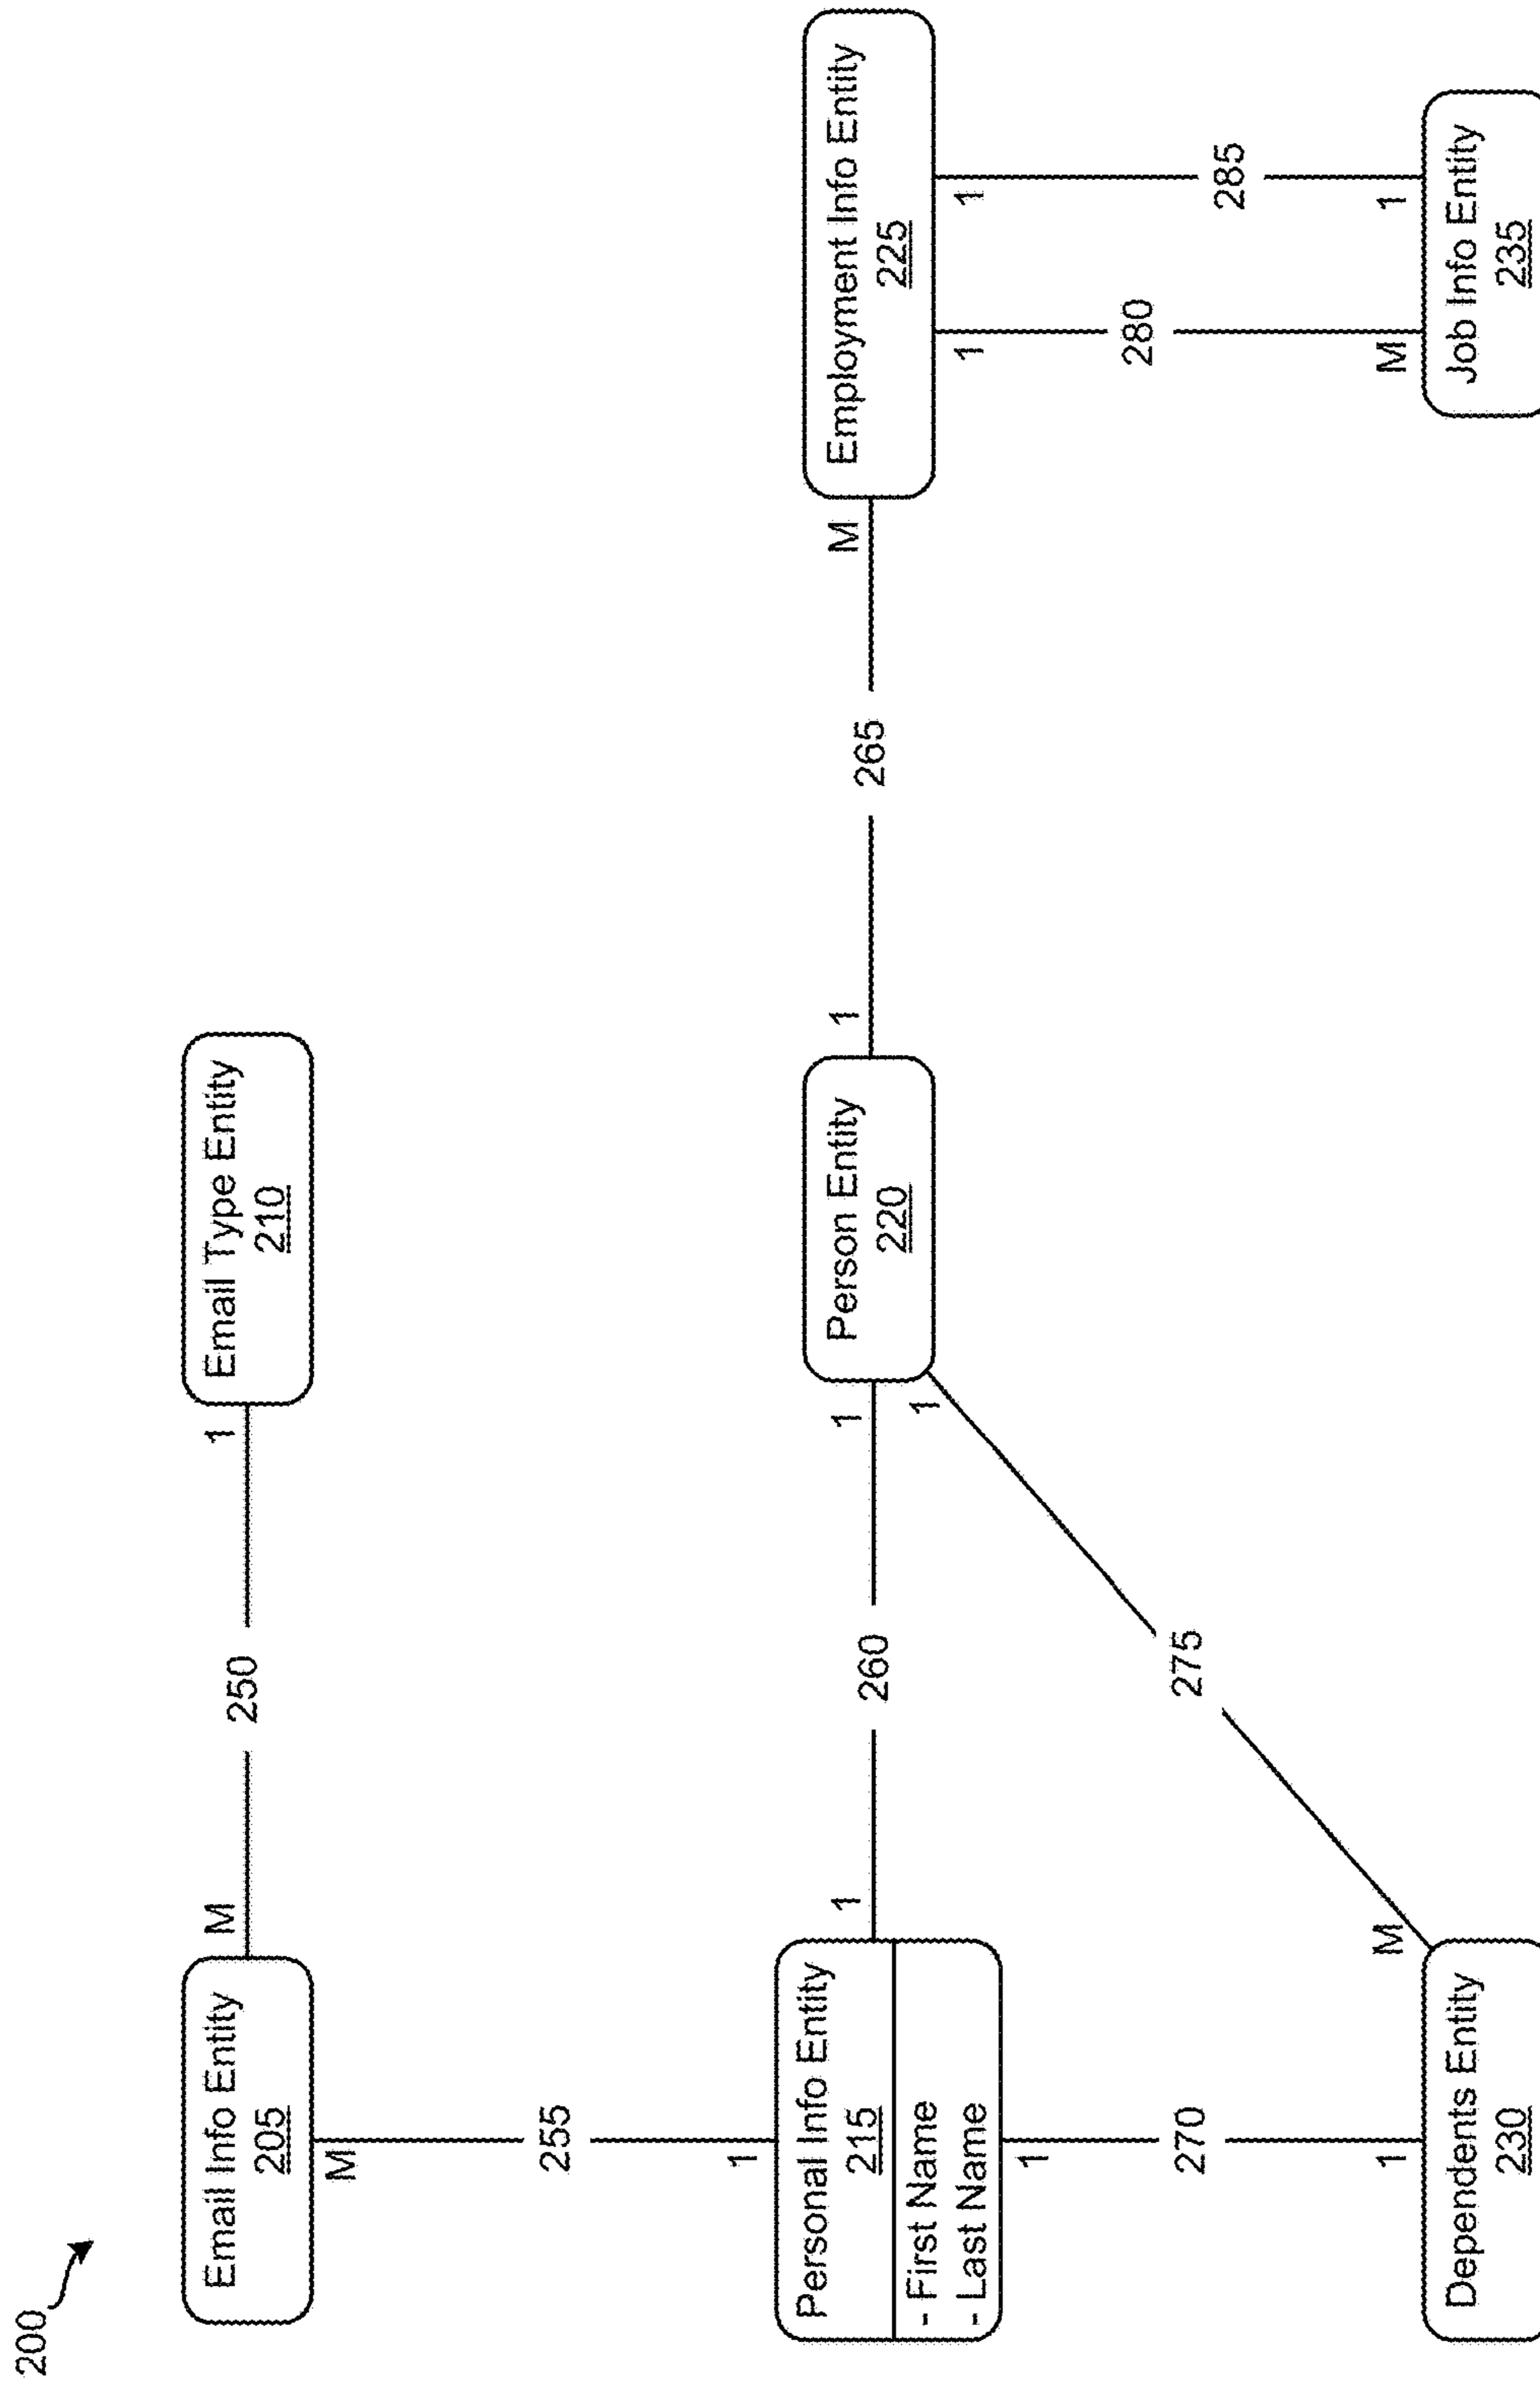 200
Email Info Entity
205
M
250
1
Email Type Entity
210
M
255
1
Personal Info Entity
215
- First Name
- Last Name
1
260
1
Person Entity
220
1
265
M
Employment Info Entity
225
1
270
1
1
275
M
1
280
M
1
285
1
Dependents Entity
230
Job Info Entity
235